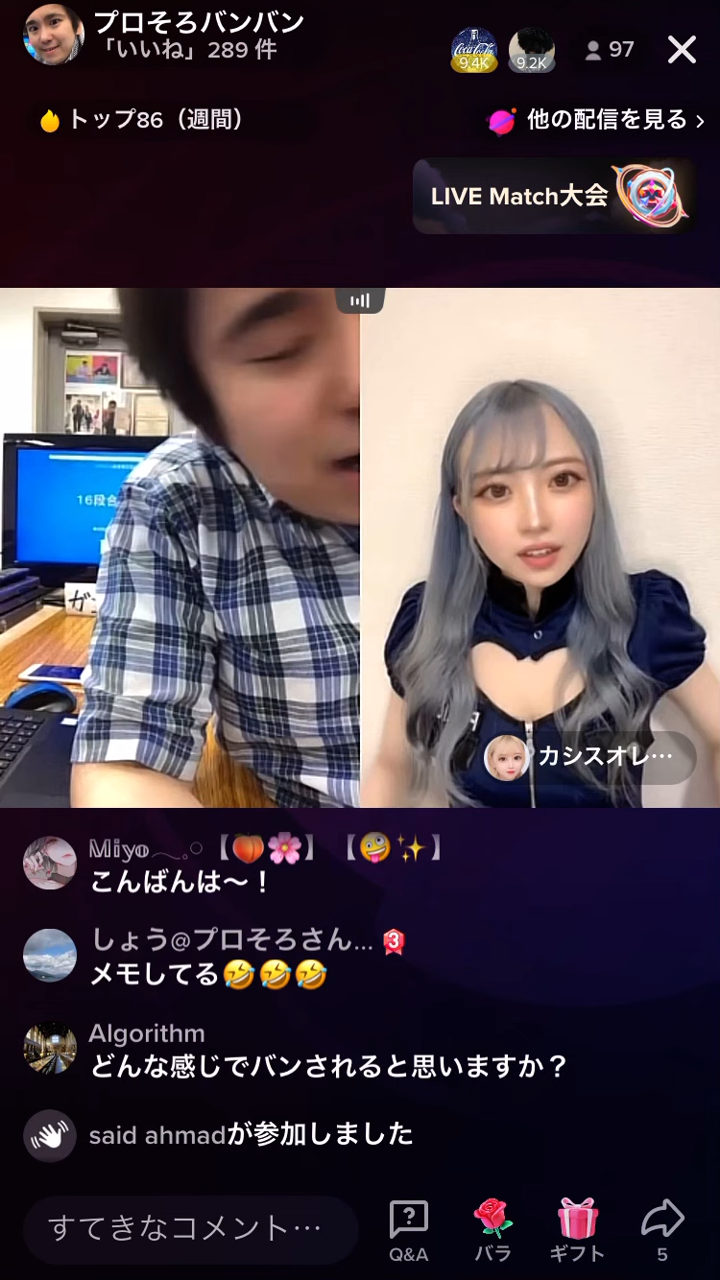 プロそろバンバン
「いいね」289 件
Coca-Cola
9.4K
9.2K
97
トップ86（週間）
他の配信を見る ›
LIVE Match大会
16段合
が
カシスオレ…
𝕄𝕚𝕪𝕠﹏｡○【🍑🌸】【🤪✨】
こんばんは〜！
しょう@プロそろさん... 3
メモしてる🤣🤣🤣
Algorithm
どんな感じでバンされると思いますか？
said ahmadが参加しました
すてきなコメント…
Q&A
バラ
ギフト
5